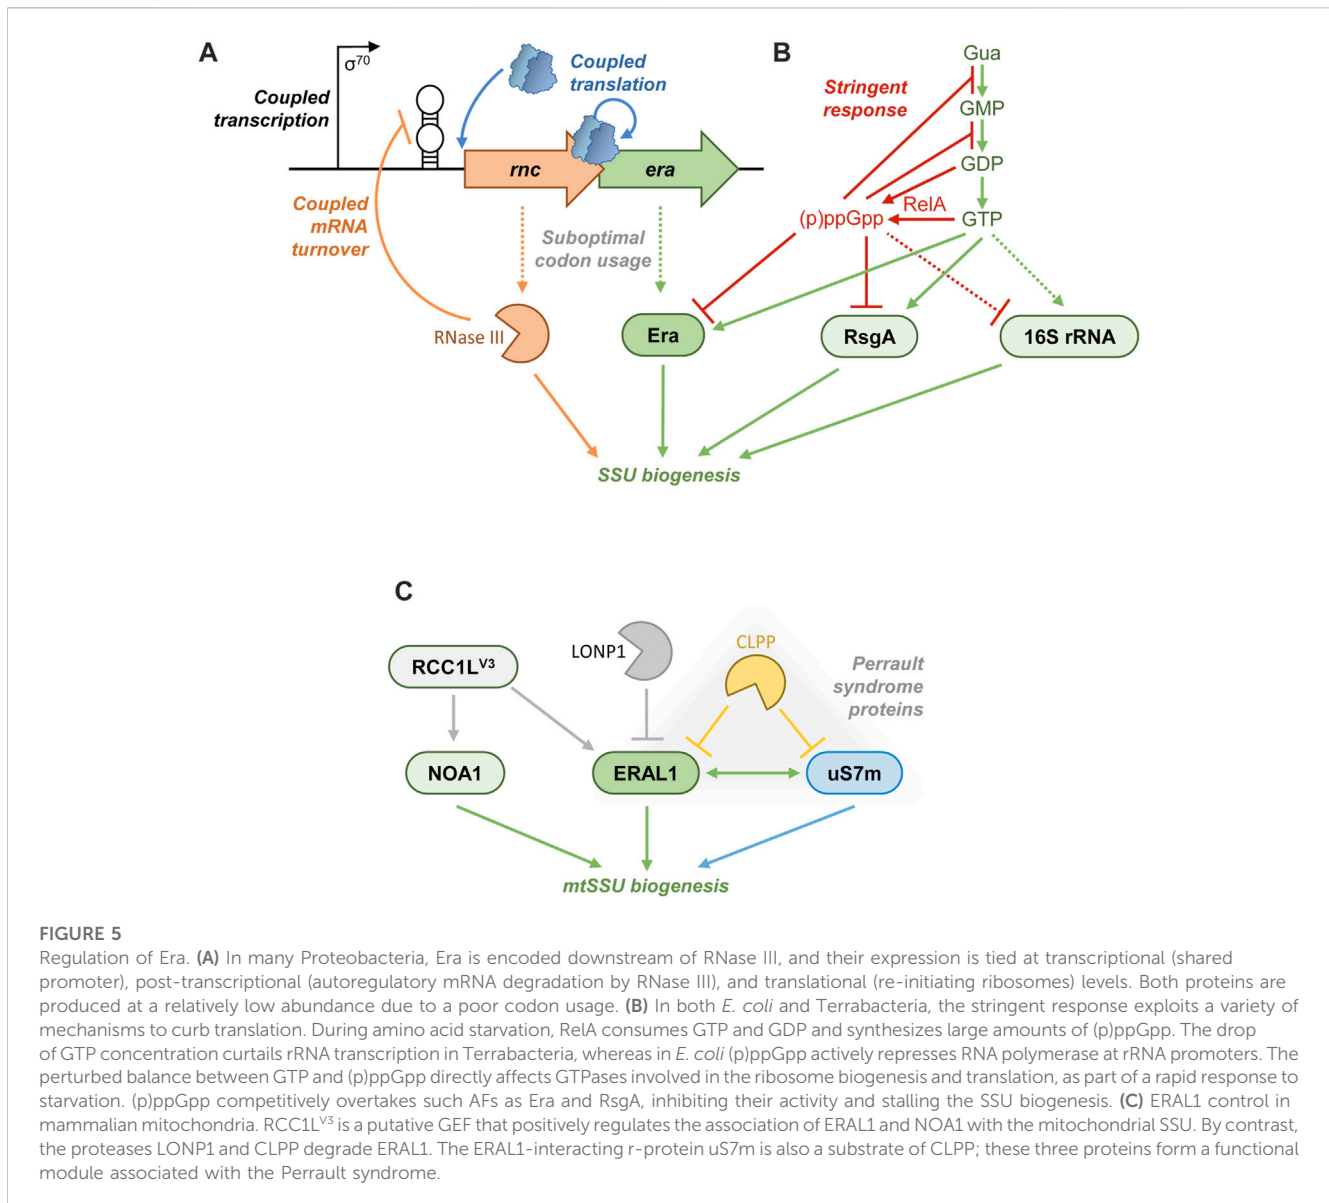 A
σ70
Coupled
transcription
Coupled
translation
rnc
era
Coupled
mRNA
turnover
Suboptimal
codon usage
RNase III
B
Stringent
response
Gua
GMP
GDP
GTP
RelA
(p)ppGpp
Era
RsgA
16S rRNA
SSU biogenesis
C
RCC1LV3
LONP1
CLPP
Perrault
syndrome
proteins
NOA1
ERAL1
uS7m
mtSSU biogenesis
FIGURE 5
Regulation of Era. (A) In many Proteobacteria, Era is encoded downstream of RNase III, and their expression is tied at transcriptional (shared
promoter), post-transcriptional (autoregulatory mRNA degradation by RNase III), and translational (re-initiating ribosomes) levels. Both proteins are
produced at a relatively low abundance due to a poor codon usage. (B) In both E. coli and Terrabacteria, the stringent response exploits a variety of
mechanisms to curb translation. During amino acid starvation, RelA consumes GTP and GDP and synthesizes large amounts of (p)ppGpp. The drop
of GTP concentration curtails rRNA transcription in Terrabacteria, whereas in E. coli (p)ppGpp actively represses RNA polymerase at rRNA promoters. The
perturbed balance between GTP and (p)ppGpp directly affects GTPases involved in the ribosome biogenesis and translation, as part of a rapid response to
starvation. (p)ppGpp competitively overtakes such AFs as Era and RsgA, inhibiting their activity and stalling the SSU biogenesis. (C) ERAL1 control in
mammalian mitochondria. RCC1LV3 is a putative GEF that positively regulates the association of ERAL1 and NOA1 with the mitochondrial SSU. By contrast,
the proteases LONP1 and CLPP degrade ERAL1. The ERAL1-interacting r-protein uS7m is also a substrate of CLPP; these three proteins form a functional
module associated with the Perrault syndrome.